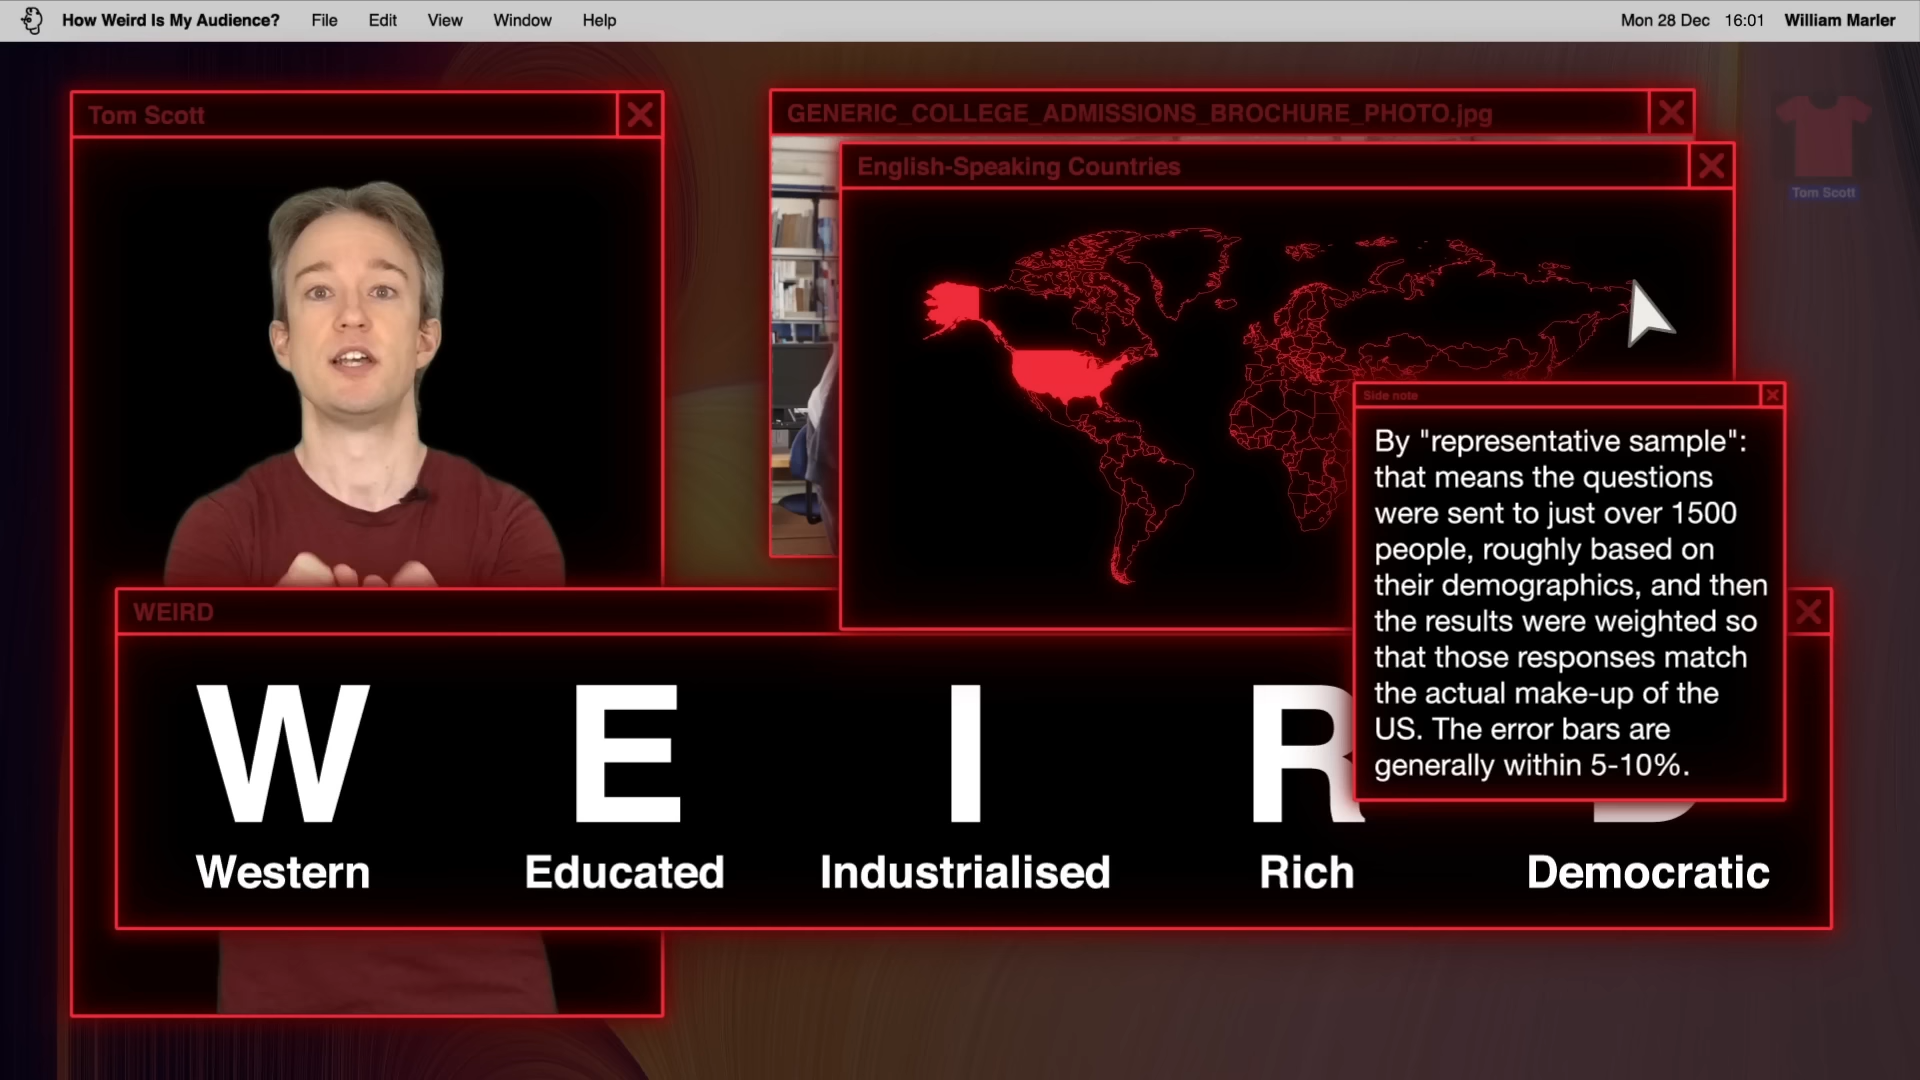 How Weird Is My Audience? File Edit View Window Help Mon 28 Dec 16:01 William Marler
Tom Scott
GENERIC_COLLEGE_ADMISSIONS_BROCHURE_PHOTO.jpg
English-Speaking Countries
Tom Scott
Side note
By "representative sample":
that means the questions
were sent to just over 1500
people, roughly based on
their demographics, and then
the results were weighted so
that those responses match
the actual make-up of the
US. The error bars are
generally within 5-10%.
WEIRD
W E I R D
Western Educated Industrialised Rich Democratic